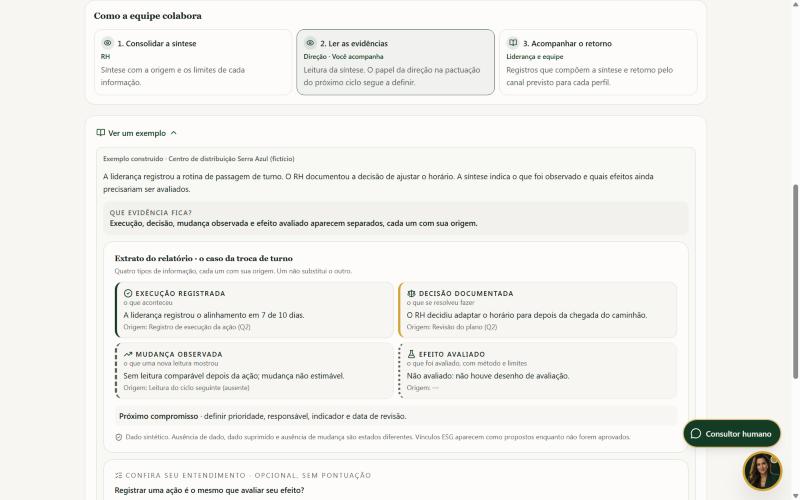 Como a equipe colabora
1. Consolidar a síntese
RH
Síntese com a origem e os limites de cada
informação.
2. Ler as evidências
Direção · Você acompanha
Leitura da síntese. O papel da direção na pactuação
do próximo ciclo segue a definir.
3. Acompanhar o retorno
Liderança e equipe
Registros que compõem a síntese e retorno pelo
canal previsto para cada perfil.
Ver um exemplo
Exemplo construído · Centro de distribuição Serra Azul (fictício)
A liderança registrou a rotina de passagem de turno. O RH documentou a decisão de ajustar o horário. A síntese indica o que foi observado e quais efeitos ainda
precisariam ser avaliados.
QUE EVIDÊNCIA FICA?
Execução, decisão, mudança observada e efeito avaliado aparecem separados, cada um com sua origem.
Extrato do relatório · o caso da troca de turno
Quatro tipos de informação, cada um com sua origem. Um não substitui o outro.
EXECUÇÃO REGISTRADA
o que aconteceu
A liderança registrou o alinhamento em 7 de 10 dias.
Origem: Registro de execução da ação (Q2)
DECISÃO DOCUMENTADA
o que se resolveu fazer
O RH decidiu adaptar o horário para depois da chegada do caminhão.
Origem: Revisão do plano (Q2)
MUDANÇA OBSERVADA
o que uma nova leitura mostrou
Sem leitura comparável depois da ação; mudança não estimável.
Origem: Leitura do ciclo seguinte (ausente)
EFEITO AVALIADO
o que foi avaliado, com método e limites
Não avaliado: não houve desenho de avaliação.
Origem: —
Próximo compromisso · definir prioridade, responsável, indicador e data de revisão.
Dado sintético. Ausência de dado, dado suprimido e ausência de mudança são estados diferentes. Vínculos ESG aparecem como propostos enquanto não forem aprovados.
Consultor humano
CONFIRA SEU ENTENDIMENTO · OPCIONAL, SEM PONTUAÇÃO
Registrar uma ação é o mesmo que avaliar seu efeito?